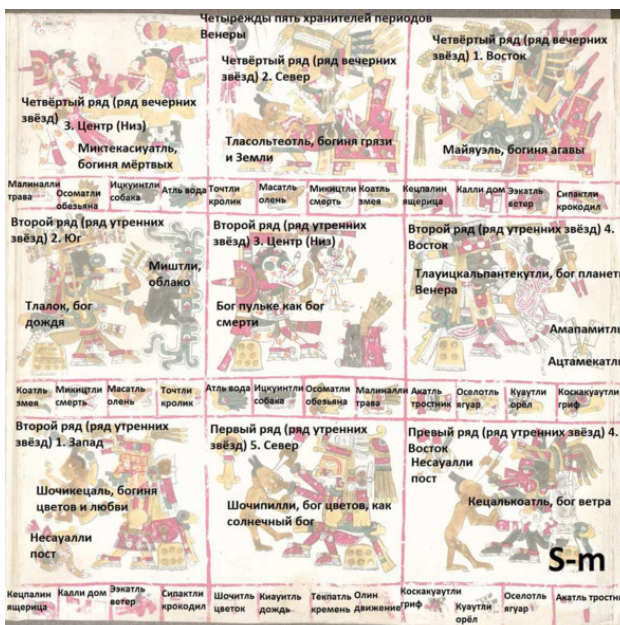 Четырежды пять хранителей периодов
Венеры
Четвёртый ряд (ряд вечерних
звёзд)
3. Центр (Низ)
Миктекасиуатль,
богиня мёртвых
Четвёртый ряд (ряд вечерних
звёзд) 2. Север
Тласольтеотль, богиня грязи
и Земли
Четвёртый ряд (ряд вечерних
звёзд) 1. Восток
Майяуэль, богиня агавы
Малиналли
трава
Осоматли
обезьяна
Ицкуинтли
собака
Атль вода
Точтли
кролик
Масатль
олень
Микицтли
смерть
Коатль
змея
Кецпалин
ящерица
Калли дом
Ээкатль
ветер
Сипактли
крокодил
Второй ряд (ряд утренних
звёзд) 2. Юг
Миштли,
облако
Тлалок, бог
дождя
Второй ряд (ряд утренних
звёзд) 3. Центр (Низ)
Бог пульке как бог
смерти
Второй ряд (ряд утренних звёзд) 4.
Восток
Тлауицкальпантекутли, бог планеты
Венера
Амапамитль
Ацтамекатль
Коатль
змея
Микицтли
смерть
Масатль
олень
Точтли
кролик
Атль вода
Ицкуинтли
собака
Осоматли
обезьяна
Малиналли
трава
Акатль
тростник
Оселотль
ягуар
Куаутли
орёл
Коскакуаутли
гриф
Второй ряд (ряд утренних
звёзд) 1. Запад
Шочикецаль, богиня
цветов и любви
Несауалли
пост
Первый ряд (ряд утренних
звёзд) 5. Север
Шочипилли, бог цветов, как
солнечный бог
Превый ряд (ряд утренних звёзд) 4.
Восток
Несауалли
пост
Кецалькоатль, бог ветра
S-m
Кецпалин
ящерица
Калли дом
Ээкатль
ветер
Сипактли
крокодил
Шочитль
цветок
Киауитль
дождь
Текпатль
кремень
Олин
движение
Коскакуаутли
гриф
Куаутли
орёл
Оселотль
ягуар
Акатль тростник